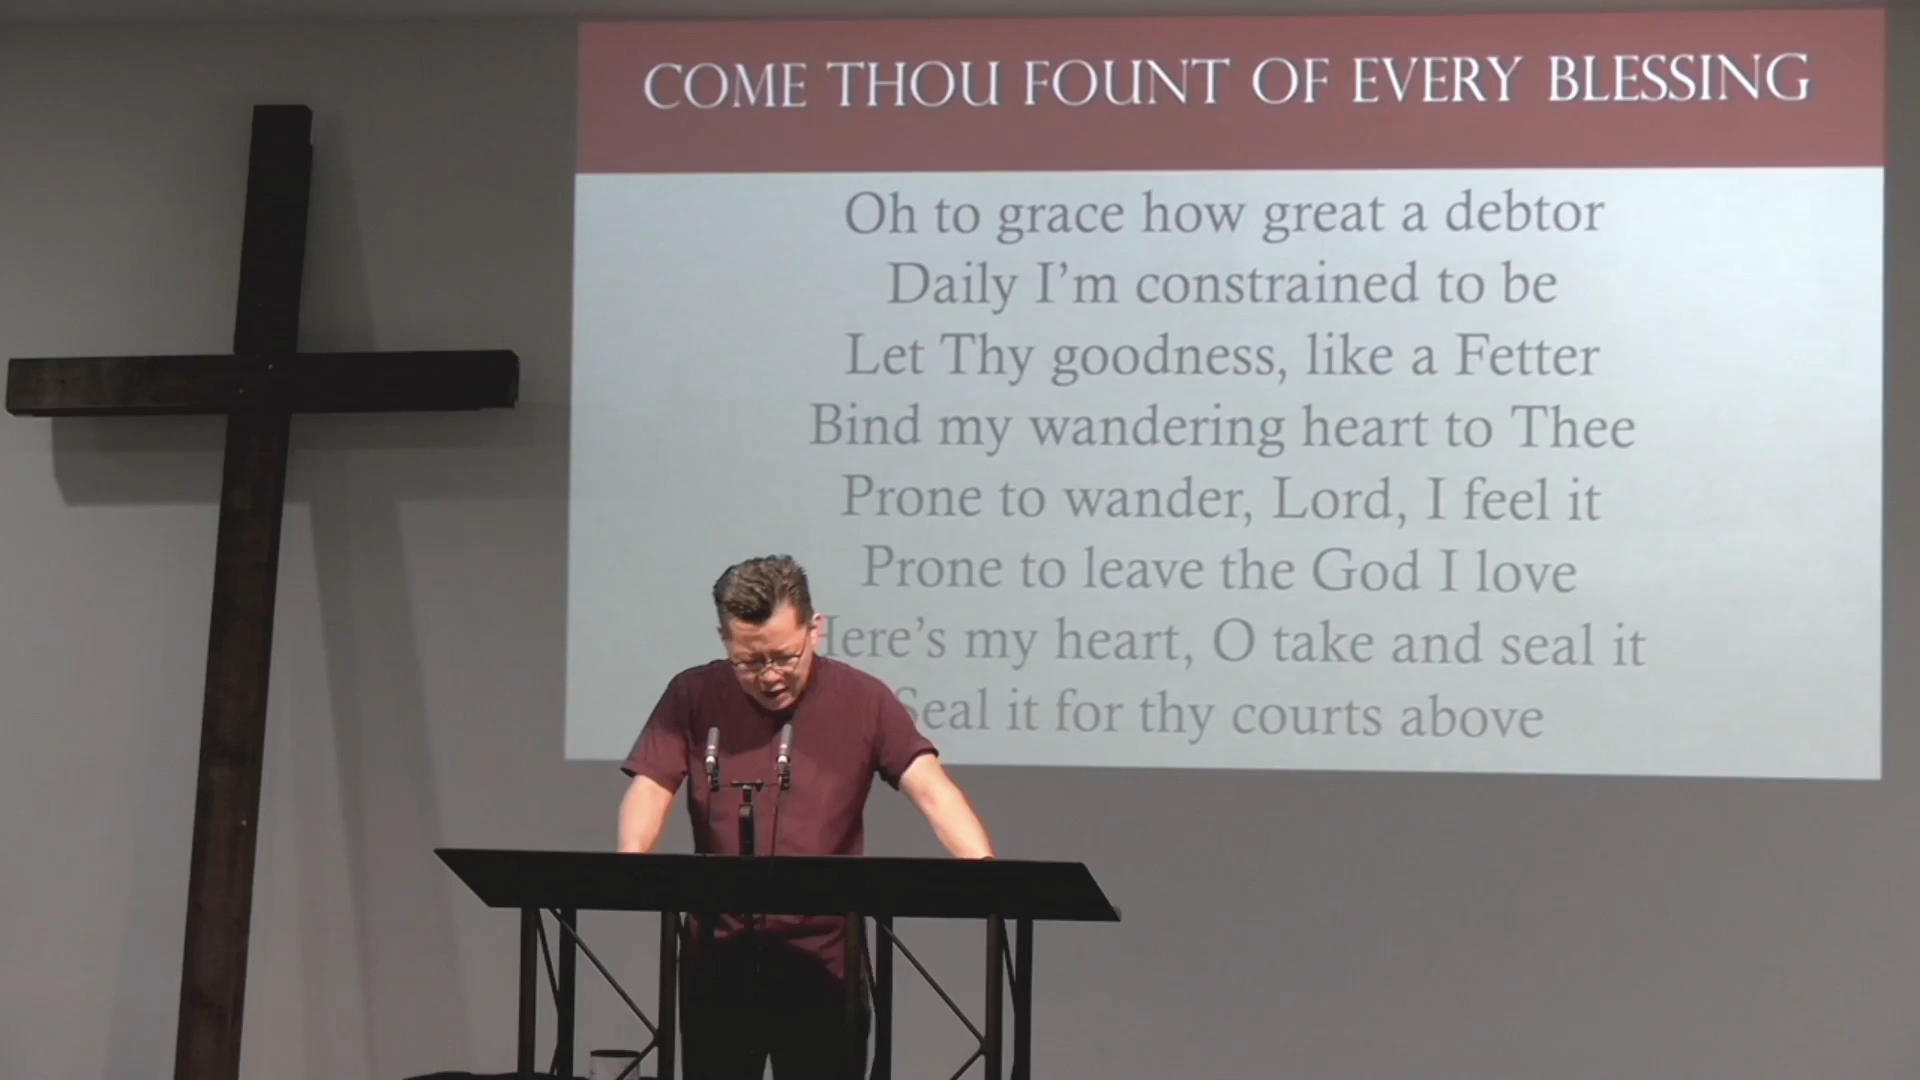 COME THOU FOUNT OF EVERY BLESSING
Oh to grace how great a debtor
Daily I’m constrained to be
Let Thy goodness, like a Fetter
Bind my wandering heart to Thee
Prone to wander, Lord, I feel it
Prone to leave the God I love
Here’s my heart, O take and seal it
Seal it for thy courts above